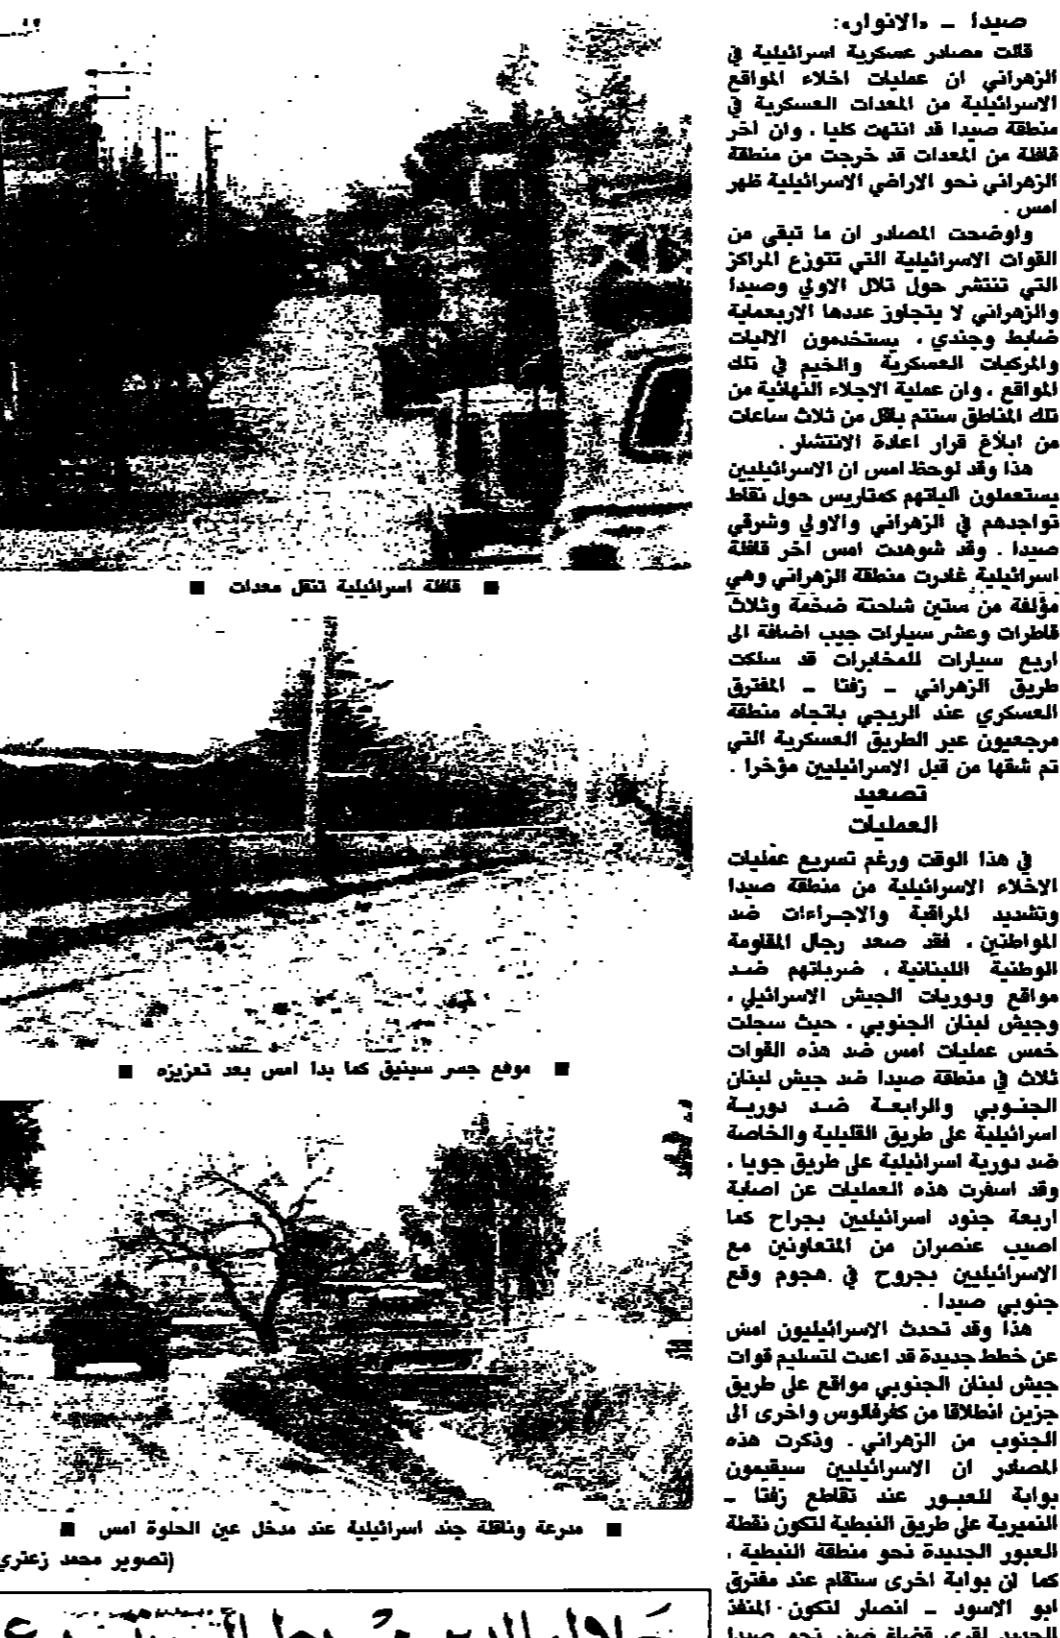 صيدا ـ «الانوار»:
قالت مصادر عسكرية اسرائيلية في
الزهراني ان عمليات اخلاء المواقع
الاسرائيلية من المعدات العسكرية في
منطقة صيدا قد انتهت كليا ، وان اخر
قافلة من المعدات قد خرجت من منطقة
الزهراني نحو الاراضي الاسرائيلية ظهر
امس .
واوضحت المصادر ان ما تبقى من
القوات الاسرائيلية التي تتوزع المراكز
التي تنتشر حول تلال الاولي وصيدا
والزهراني لا يتجاوز عددها الاربعماية
ضابط وجندي ، يستخدمون الاليات
والمركبات العسكرية والخيم في تلك
المواقع ، وان عملية الاجلاء النهائية من
تلك المناطق ستتم باقل من ثلاث ساعات
من ابلاغ قرار اعادة الانتشار .
هذا وقد لوحظ امس ان الاسرائيليين
يستعملون الياتهم كمتاريس حول نقاط
تواجدهم في الزهراني والاولي وشرقي
صيدا . وقد شوهدت امس اخر قافلة
اسرائيلية غادرت منطقة الزهراني وهي
مؤلفة من ستين شاحنة ضخمة وثلاث
قاطرات وعشر سيارات جيب اضافة الى
اربع سيارات للمخابرات قد سلكت
طريق الزهراني ـ زفتا ـ المفترق
العسكري عند الريجي باتجاه منطقة
مرجعيون عبر الطريق العسكرية التي
تم شقها من قبل الاسرائيليين مؤخرا .
تصعيد
العمليات
في هذا الوقت ورغم تسريع عمليات
الاخلاء الاسرائيلية من منطقة صيدا
وتشديد المراقبة والاجراءات ضد
المواطنين ، فقد صعد رجال المقاومة
الوطنية اللبنانية ، ضرباتهم ضد
مواقع ودوريات الجيش الاسرائيلي ،
وجيش لبنان الجنوبي ، حيث سجلت
خمس عمليات امس ضد هذه القوات
ثلاث في منطقة صيدا ضد جيش لبنان
الجنوبي والرابعة ضد دورية
اسرائيلية على طريق القليلية والخاصة
ضد دورية اسرائيلية على طريق جويا ،
وقد اسفرت هذه العمليات عن اصابة
اربعة جنود اسرائيليين بجراح كما
اصيب عنصران من المتعاونين مع
الاسرائيليين بجروح في هجوم وقع
جنوبي صيدا .
هذا وقد تحدث الاسرائيليون امس
عن خطط جديدة قد اعدت لتسليم قوات
جيش لبنان الجنوبي مواقع على طريق
جزين انطلاقا من كفرفالوس واخرى الى
الجنوب من الزهراني . وذكرت هذه
المصادر ان الاسرائيليين سيقيمون
بوابة للعبور عند تقاطع زفتا ـ
النميرية على طريق النبطية لتكون نقطة
العبور الجديدة نحو منطقة النبطية ،
كما ان بوابة اخرى ستقام عند مفترق
ابو الاسود ـ انصار لتكون المنفذ
الجديد لقرى قضاء صور نحو صيدا
■ قافلة اسرائيلية تنقل معدات ■
■ موقع جسر سينيق كما بدا امس بعد تعزيزه ■
■ مدرعة وناقلة جند اسرائيلية عند مدخل عين الحلوة امس ■
(تصوير محمد زعتري